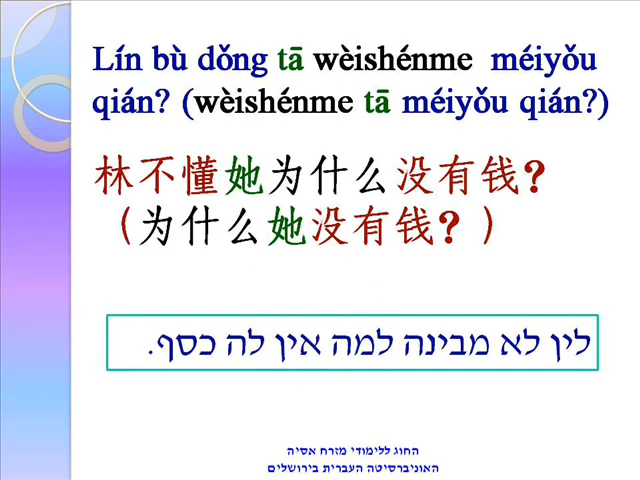 Lín bù dǒng tā wèishénme méiyǒu
qián? (wèishénme tā méiyǒu qián?)
林不懂她为什么没有钱?
（为什么她没有钱? ）
לין לא מבינה למה אין לה כסף.
החוג ללימודי מזרח אסיה
האוניברסיטה העברית בירושלים